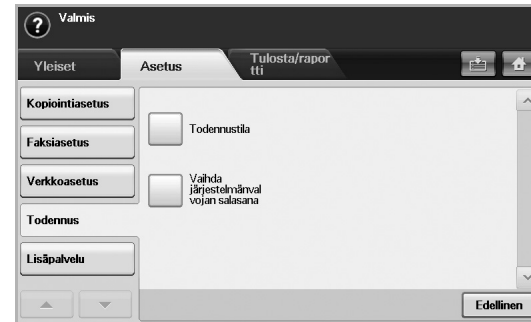 Valmis
Yleiset
Asetus
Tulosta/rapor
tti
Kopiointiasetus
Faksiasetus
Verkkoasetus
Todennus
Lisäpalvelu
Todennustila
Vaihda
järjestelmänval
vojan salasana
Edellinen